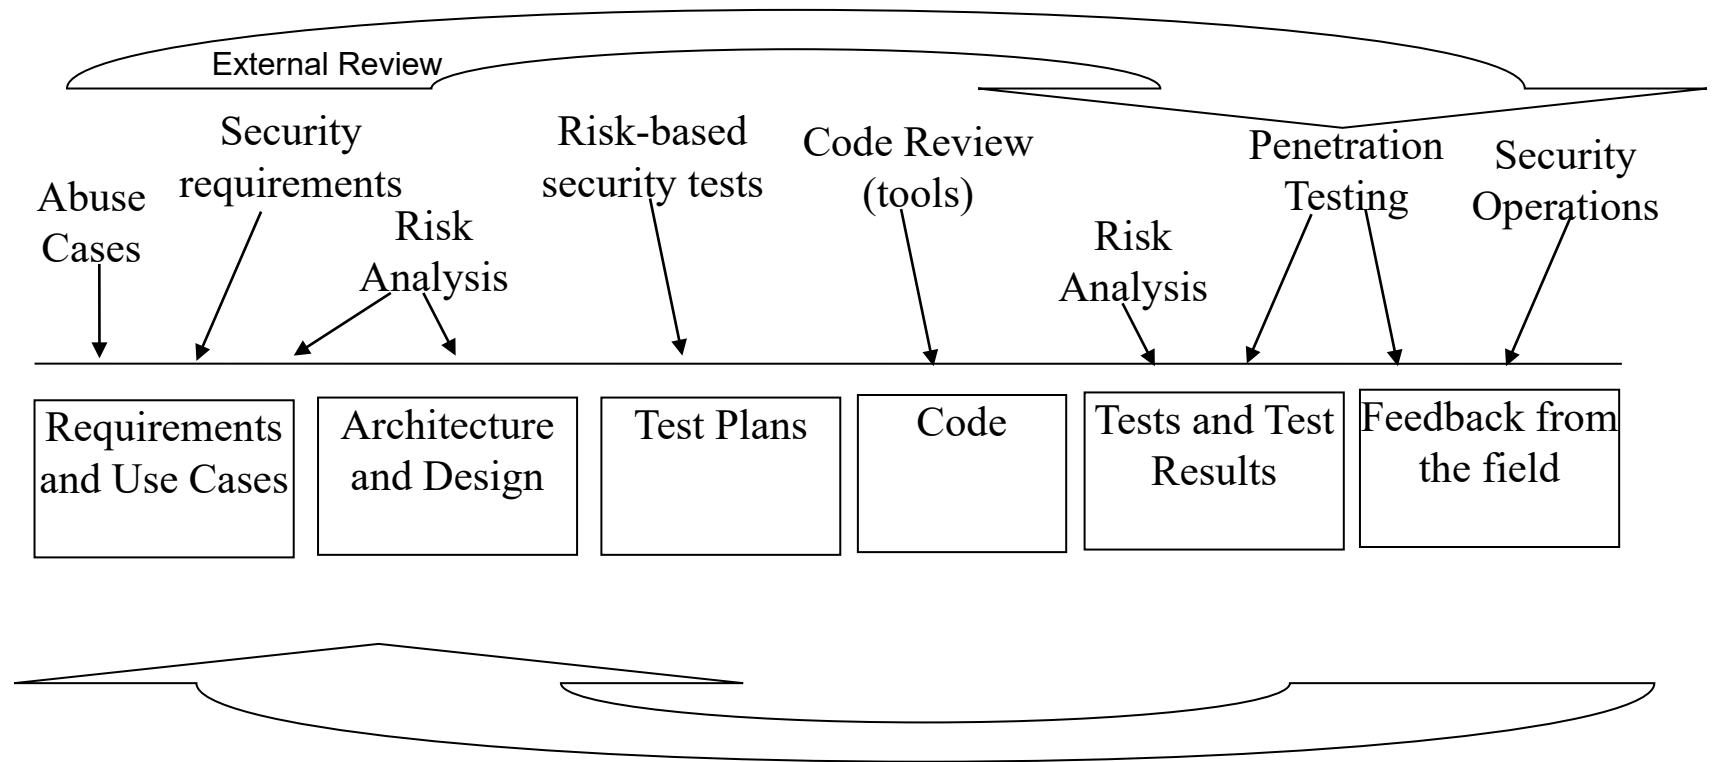 External Review
Security
requirements
Risk-based
security tests
Code Review
(tools)
Penetration
Testing
Security
Operations
Abuse
Cases
Risk
Analysis
Risk
Analysis
Requirements
and Use Cases
Architecture
and Design
Test Plans
Code
Tests and Test
Results
Feedback from
the field